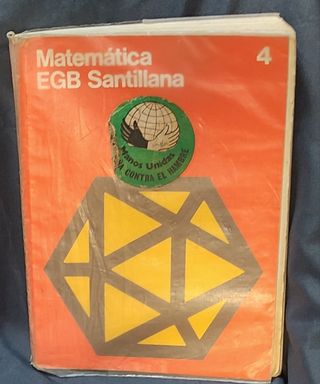 Matemática 4
EGB Santillana
Manos Unidas
CONTRA EL HAMBRE